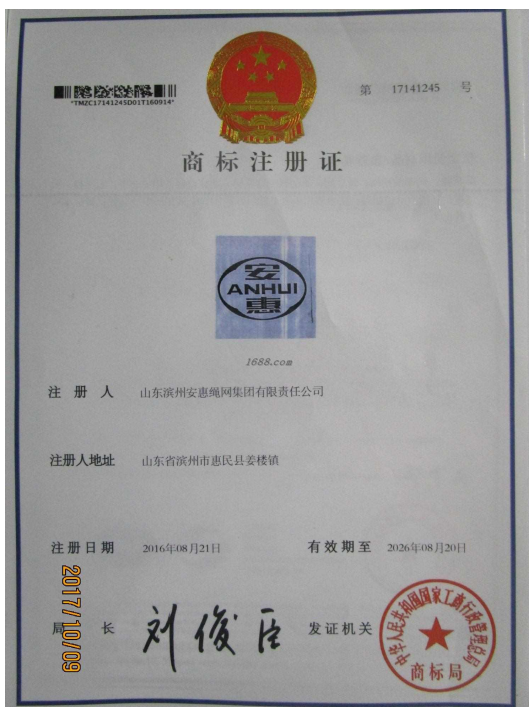 *TMZC17141245D01T160914*
第 17141245 号
商标注册证
安
ANHUI
惠
1688.com
注册人 山东滨州安惠绳网集团有限责任公司
注册人地址 山东省滨州市惠民县姜楼镇
注册日期 2016年08月21日 有效期至 2026年08月20日
局长 刘俊臣 发证机关
中华人民共和国国家工商行政管理总局
商标局
2017/10/09